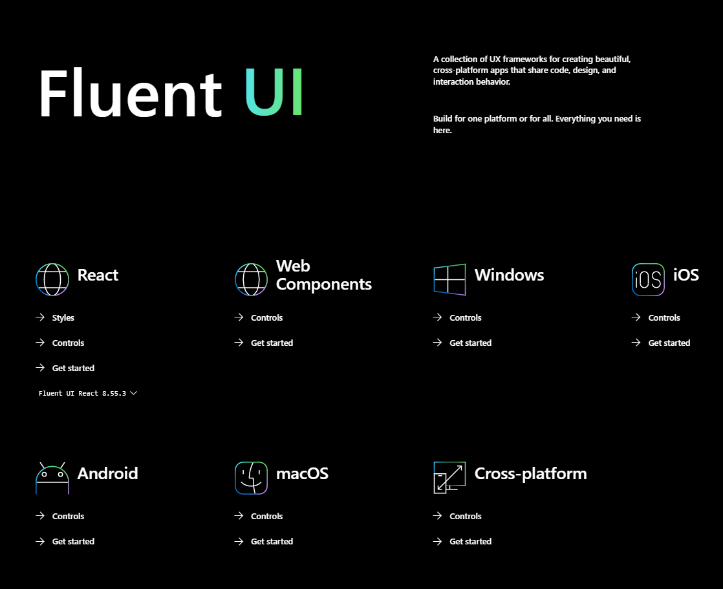 Fluent UI
A collection of UX frameworks for creating beautiful,
cross-platform apps that share code, design, and
interaction behavior.
Build for one platform or for all. Everything you need is
here.
React
Styles
Controls
Get started
Fluent UI React 8.55.3
Web
Components
Controls
Get started
Windows
Controls
Get started
iOS
iOS
Controls
Get started
Android
Controls
Get started
macOS
Controls
Get started
Cross-platform
Controls
Get started